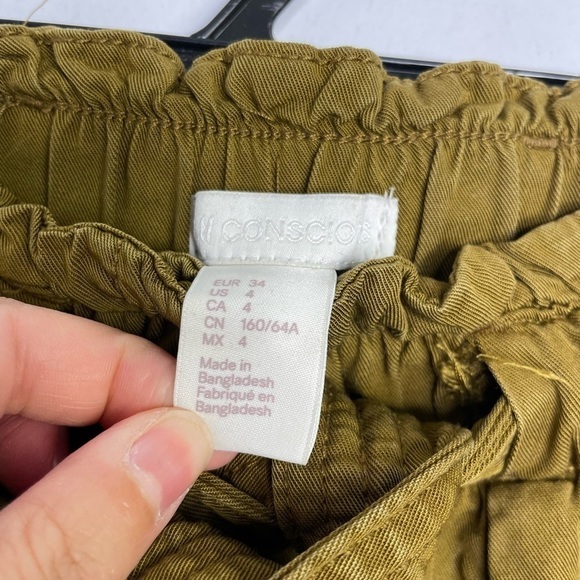 CONSCIO
EUR 34
US 4
CA 4
CN 160/64A
MX 4
Made in
Bangladesh
Fabriqué en
Bangladesh